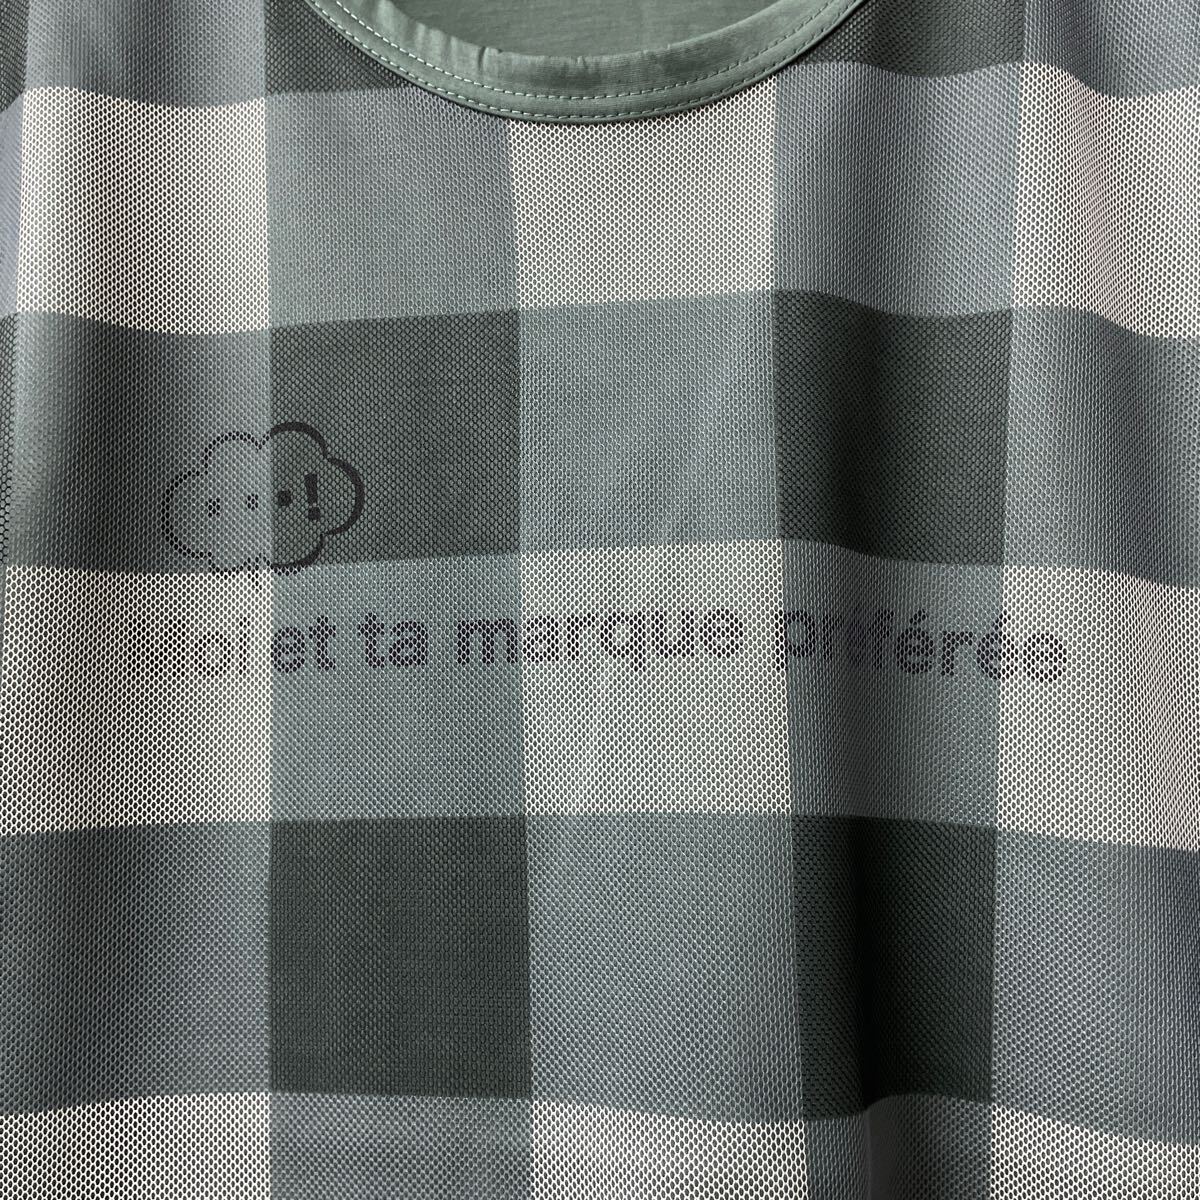 ...!
et ta marque préférée